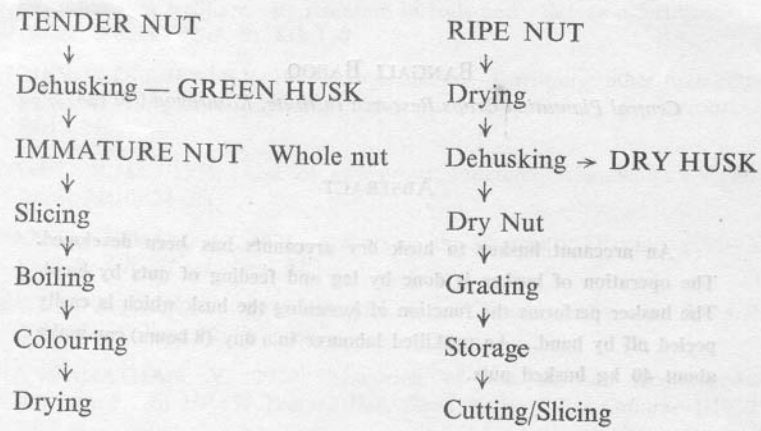 TENDER NUT
↓
Dehusking — GREEN HUSK
↓
IMMATURE NUT Whole nut
↓
Slicing
↓
Boiling
↓
Colouring
↓
Drying
RIPE NUT
↓
Drying
↓
Dehusking → DRY HUSK
↓
Dry Nut
↓
Grading
↓
Storage
↓
Cutting/Slicing